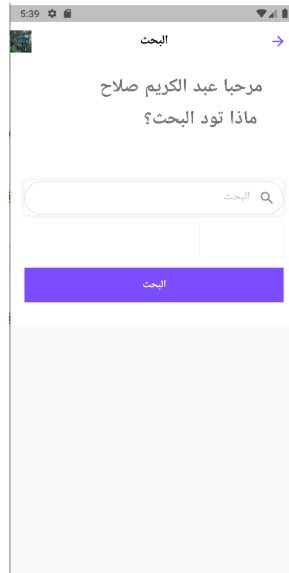 5:39
البحث
مرحبا عبد الكريم صلاح
ماذا تود البحث؟
البحث
البحث